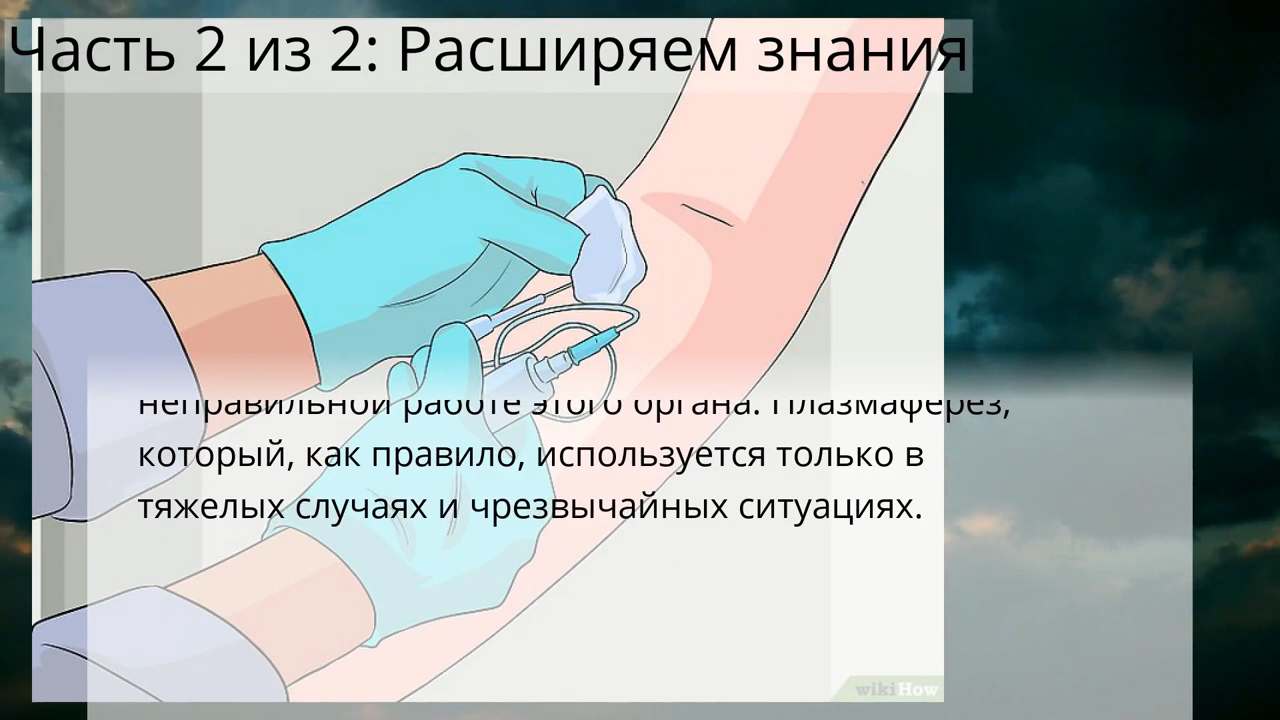 Часть 2 из 2: Расширяем знания
неправильной работе этого органа. Плазмаферез,
который, как правило, используется только в
тяжелых случаях и чрезвычайных ситуациях.
wikiHow